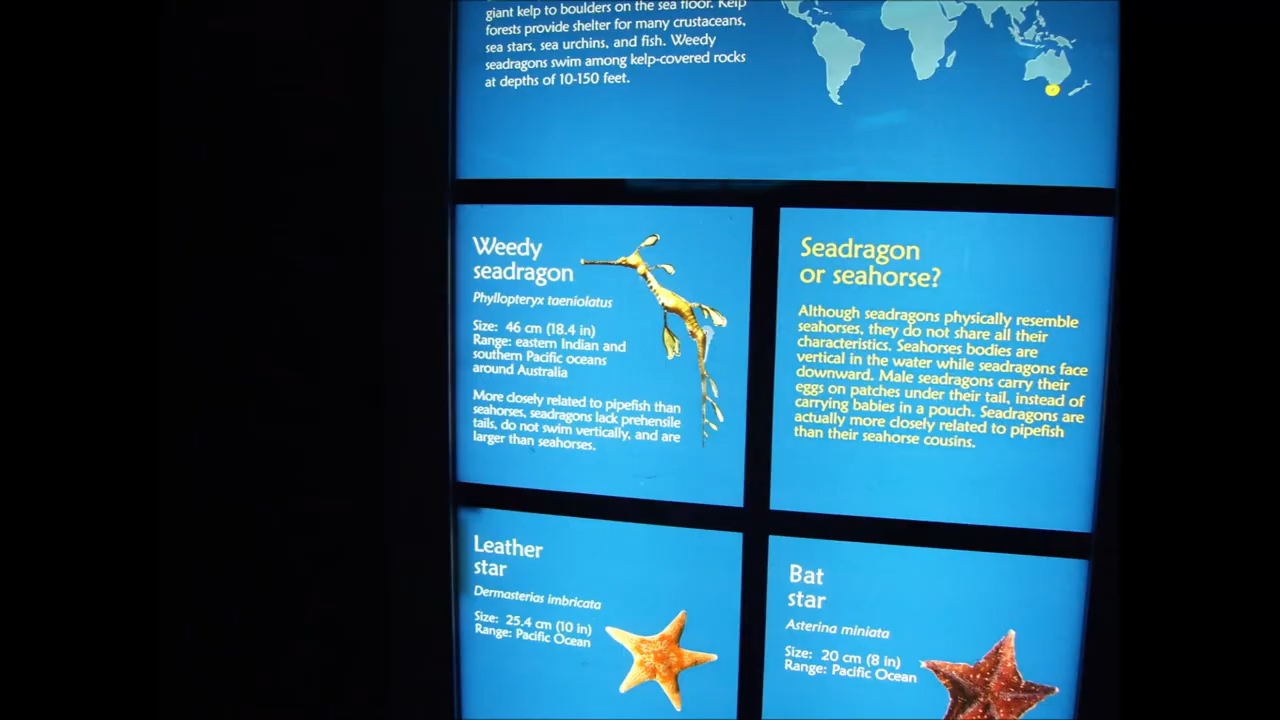 giant kelp to boulders on the sea floor. Kelp
forests provide shelter for many crustaceans,
sea stars, sea urchins, and fish. Weedy
seadragons swim among kelp-covered rocks
at depths of 10-150 feet.
Weedy
seadragon
Phyllopteryx taeniolatus
Size: 46 cm (18.4 in)
Range: eastern Indian and
southern Pacific oceans
around Australia
More closely related to pipefish than
seahorses, seadragons lack prehensile
tails, do not swim vertically, and are
larger than seahorses.
Seadragon
or seahorse?
Although seadragons physically resemble
seahorses, they do not share all their
characteristics. Seahorses bodies are
vertical in the water while seadragons face
downward. Male seadragons carry their
eggs on patches under their tail, instead of
carrying babies in a pouch. Seadragons are
actually more closely related to pipefish
than their seahorse cousins.
Leather
star
Dermasterias imbricata
Size: 25.4 cm (10 in)
Range: Pacific Ocean
Bat
star
Asterina miniata
Size: 20 cm (8 in)
Range: Pacific Ocean